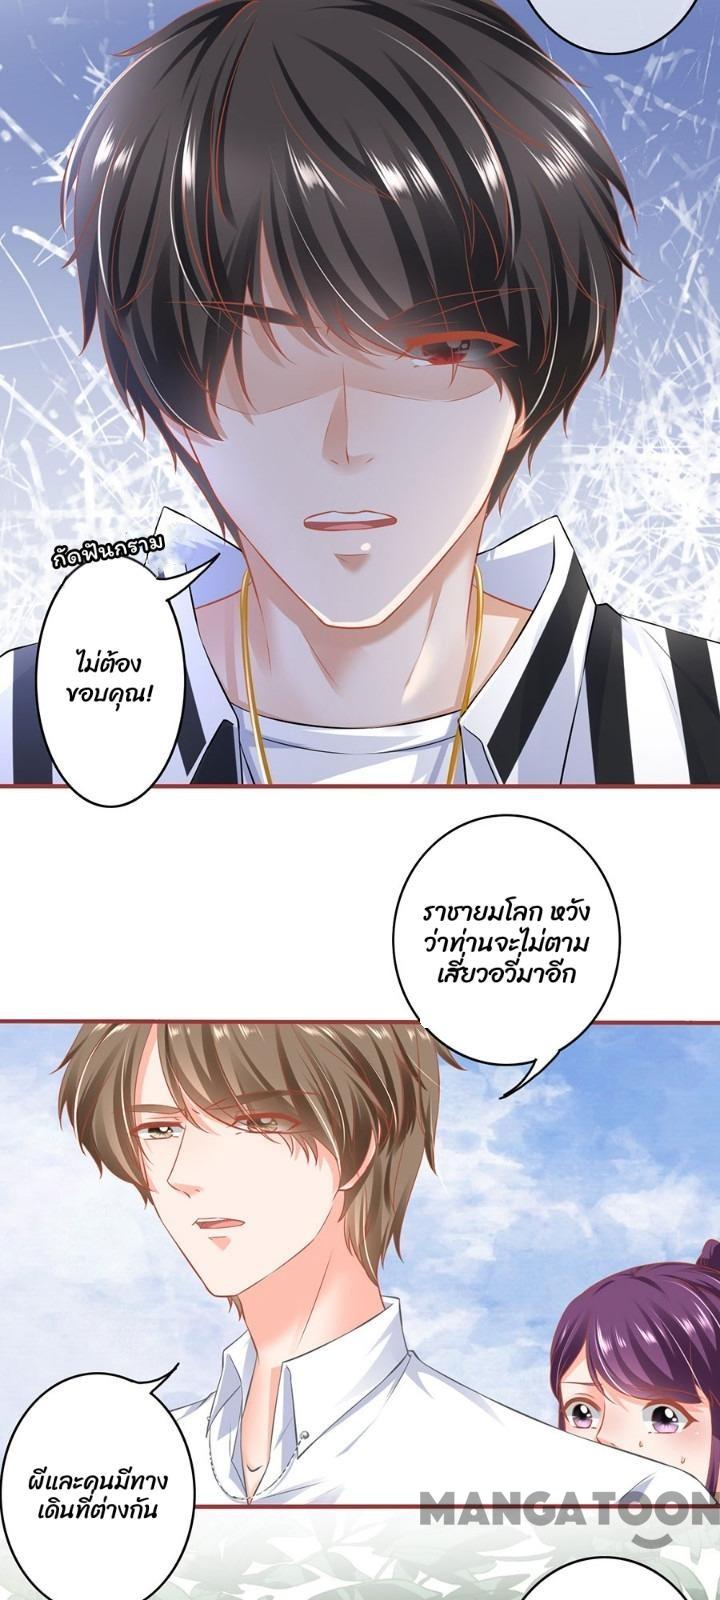 กัดฟันกราม
ไม่ต้อง
ขอบคุณ!
ราชายมโลก หวัง
ว่าท่านจะไม่ตาม
เสี่ยวอวี่มาอีก
ผีและคนมีทาง
เดินที่ต่างกัน
MANGATOON